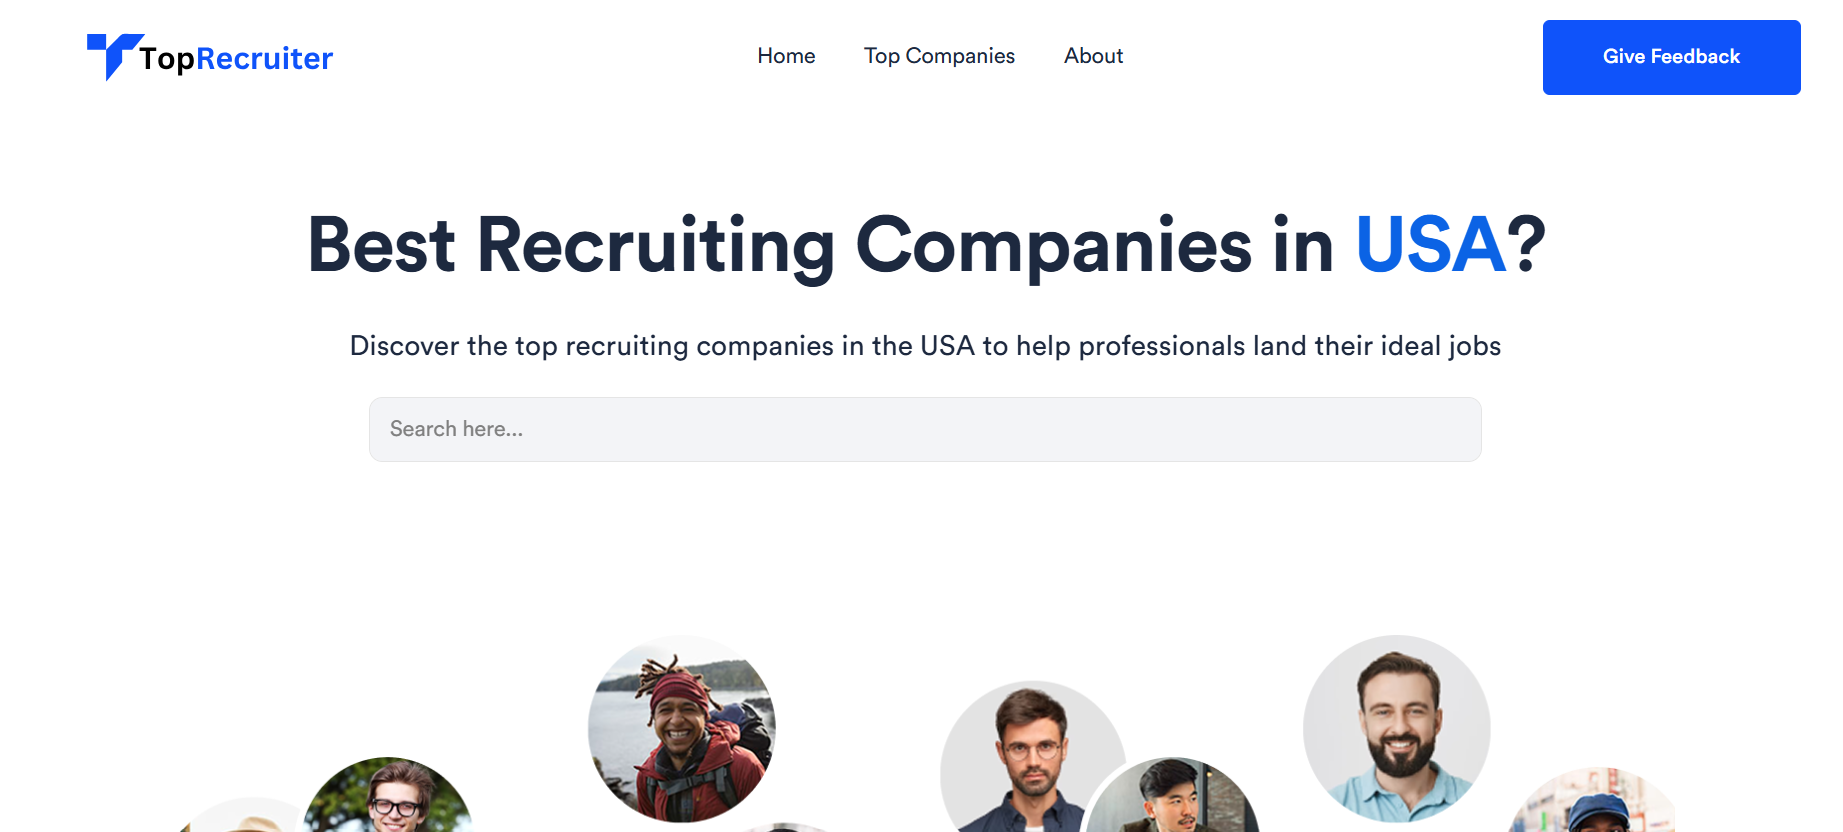 TopRecruiter
Home
Top Companies
About
Give Feedback
Best Recruiting Companies in USA?
Discover the top recruiting companies in the USA to help professionals land their ideal jobs
Search here...